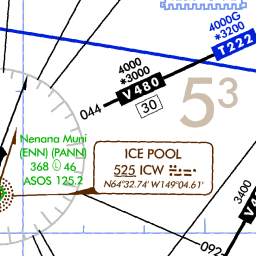 4000G
*3200
T222
4000
*3000
V480
30
044
5³
Nenana Muni
(ENN) (PANN)
368 Ⓛ 46
ASOS 125.2
ICE POOL
525 ICW
N64°32.74' W149°04.61'
3400
092